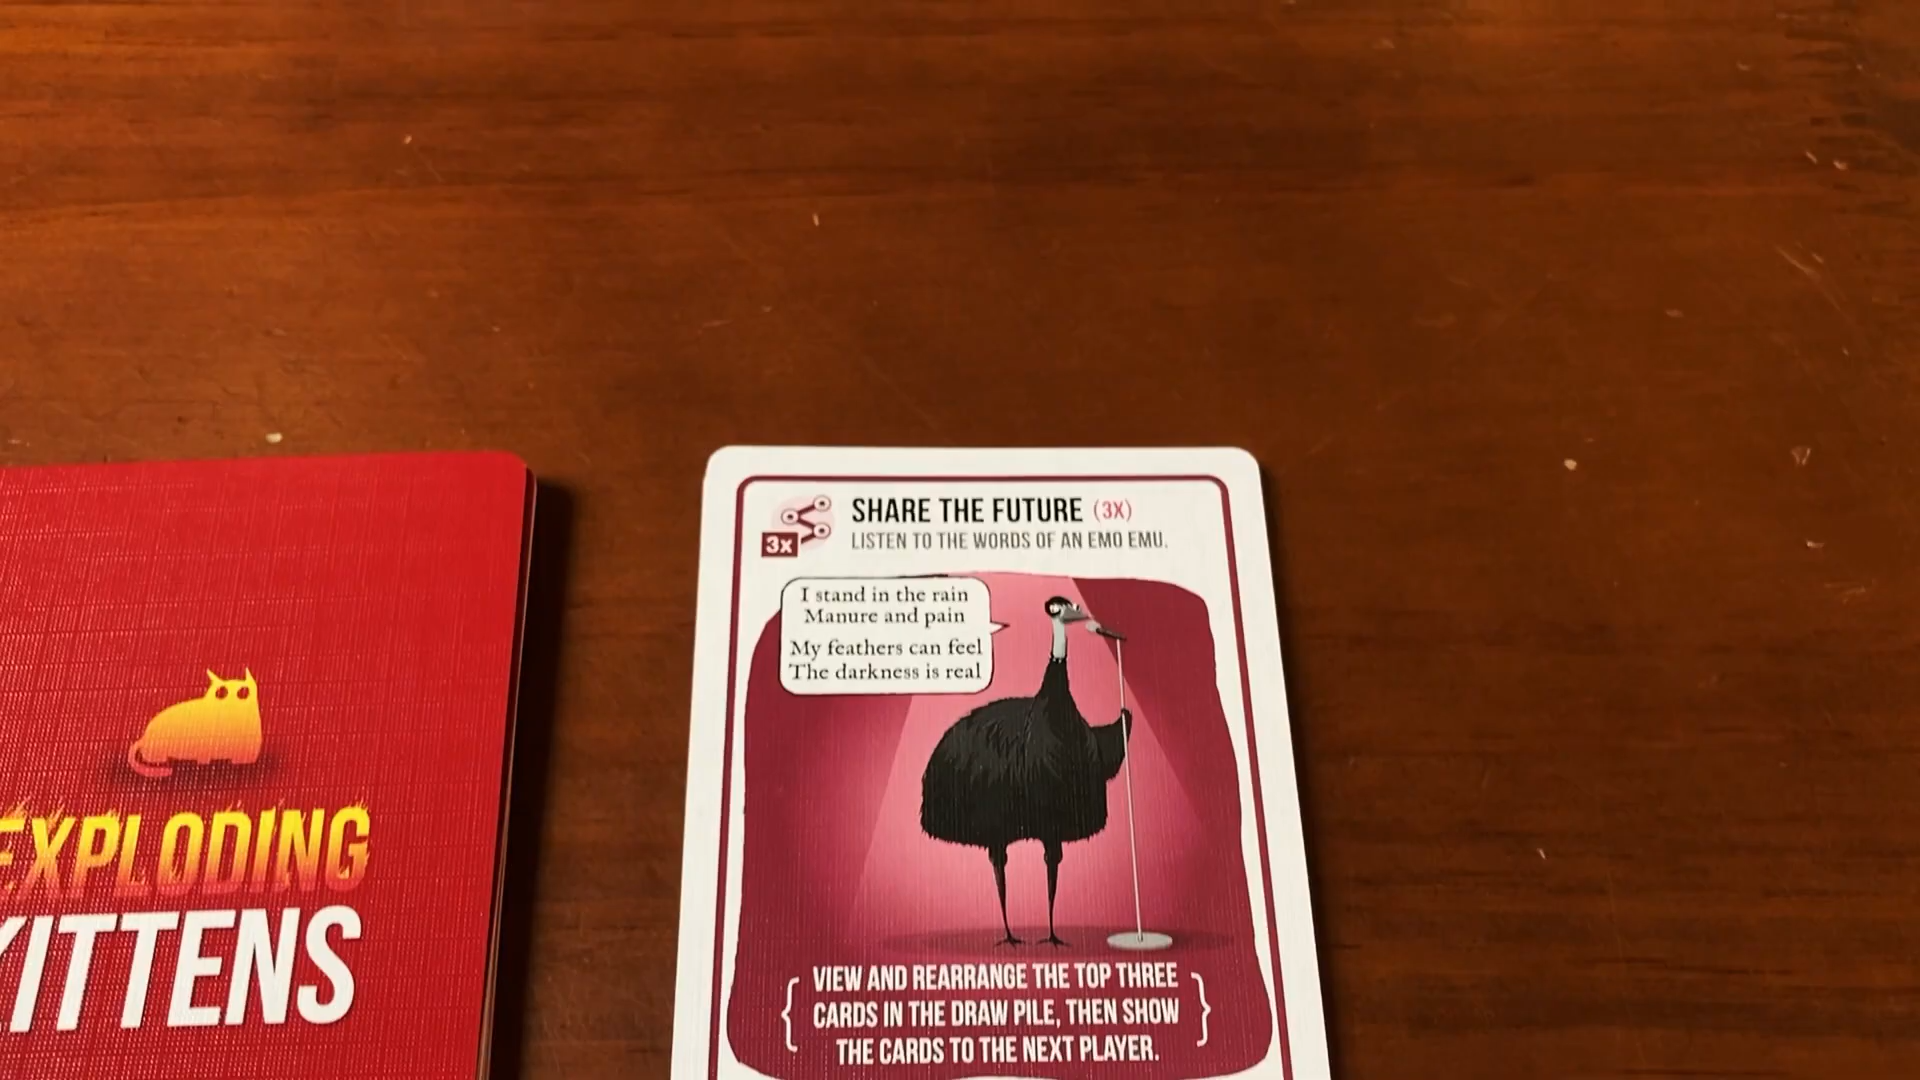 SHARE THE FUTURE (3X)
3x
LISTEN TO THE WORDS OF AN EMO EMU.
I stand in the rain
Manure and pain
My feathers can feel
The darkness is real
VIEW AND REARRANGE THE TOP THREE
CARDS IN THE DRAW PILE, THEN SHOW
THE CARDS TO THE NEXT PLAYER.
EXPLODING
KITTENS